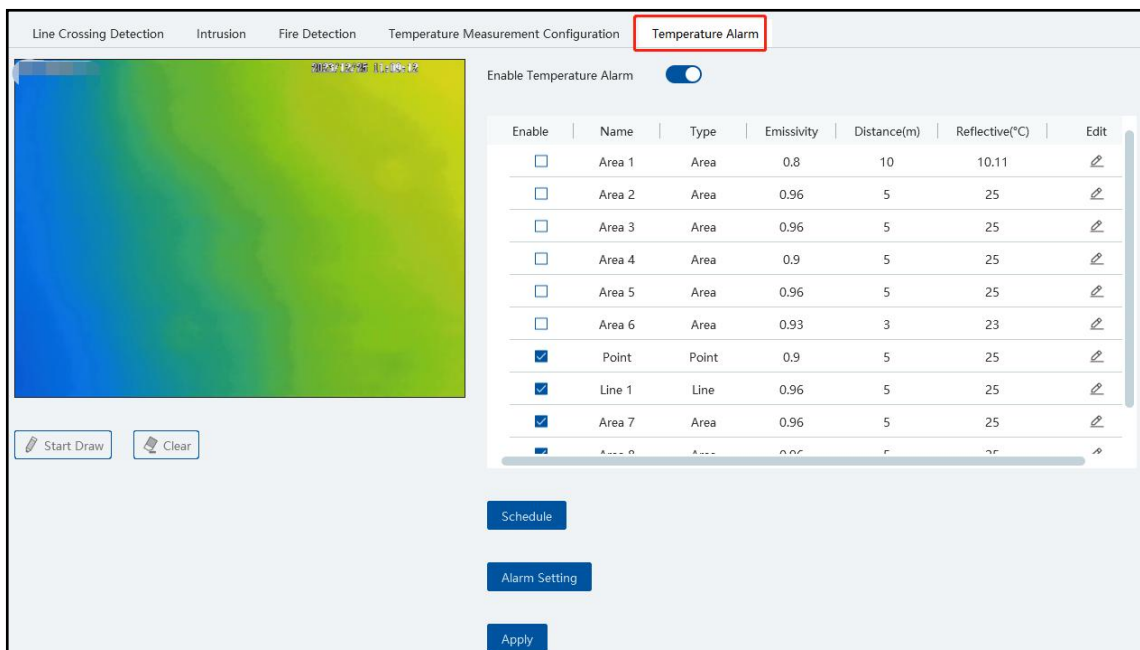 Line Crossing Detection Intrusion Fire Detection Temperature Measurement Configuration Temperature Alarm
Enable Temperature Alarm
Enable Name Type Emissivity Distance(m) Reflective(°C) Edit
Area 1 Area 0.8 10 10.11
Area 2 Area 0.96 5 25
Area 3 Area 0.96 5 25
Area 4 Area 0.9 5 25
Area 5 Area 0.96 5 25
Area 6 Area 0.93 3 23
Point Point 0.9 5 25
Line 1 Line 0.96 5 25
Area 7 Area 0.96 5 25
Start Draw Clear
Schedule
Alarm Setting
Apply